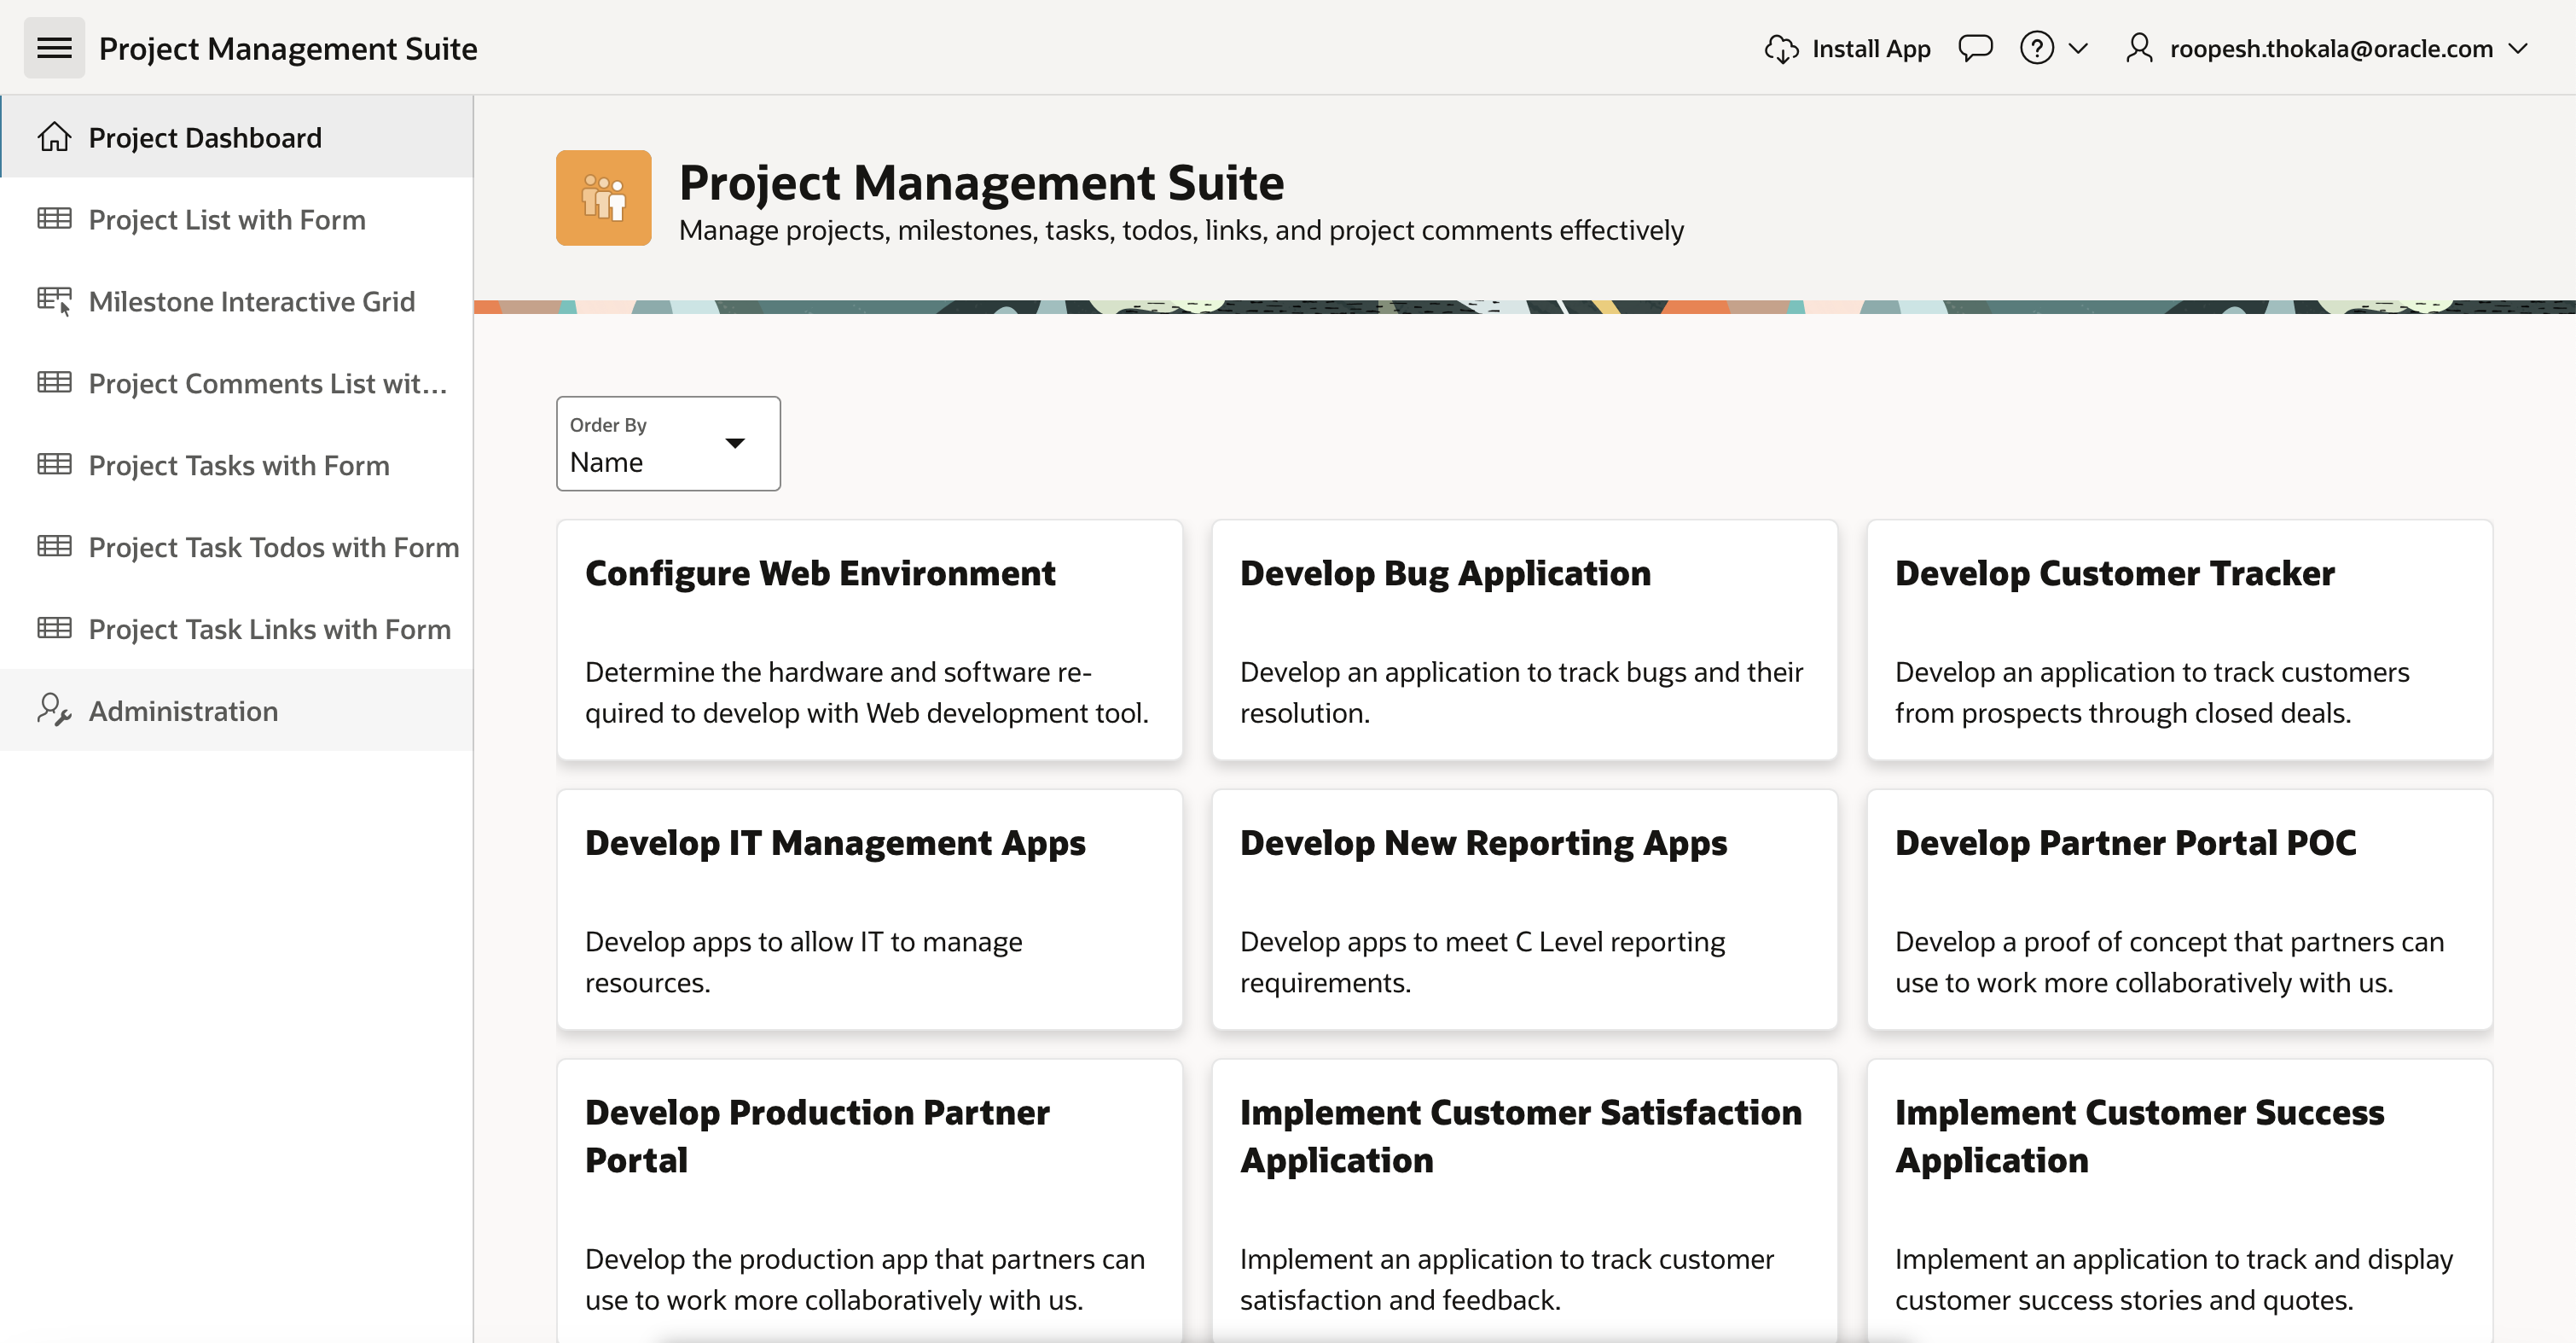 Project Management Suite
Install App
roopesh.thokala@oracle.com
Project Dashboard
Project List with Form
Milestone Interactive Grid
Project Comments List wit...
Project Tasks with Form
Project Task Todos with Form
Project Task Links with Form
Administration
Project Management Suite
Manage projects, milestones, tasks, todos, links, and project comments effectively
Order By
Name
Configure Web Environment
Determine the hardware and software re-
quired to develop with Web development tool.
Develop Bug Application
Develop an application to track bugs and their
resolution.
Develop Customer Tracker
Develop an application to track customers
from prospects through closed deals.
Develop IT Management Apps
Develop apps to allow IT to manage
resources.
Develop New Reporting Apps
Develop apps to meet C Level reporting
requirements.
Develop Partner Portal POC
Develop a proof of concept that partners can
use to work more collaboratively with us.
Develop Production Partner
Portal
Develop the production app that partners can
use to work more collaboratively with us.
Implement Customer Satisfaction
Application
Implement an application to track customer
satisfaction and feedback.
Implement Customer Success
Application
Implement an application to track and display
customer success stories and quotes.